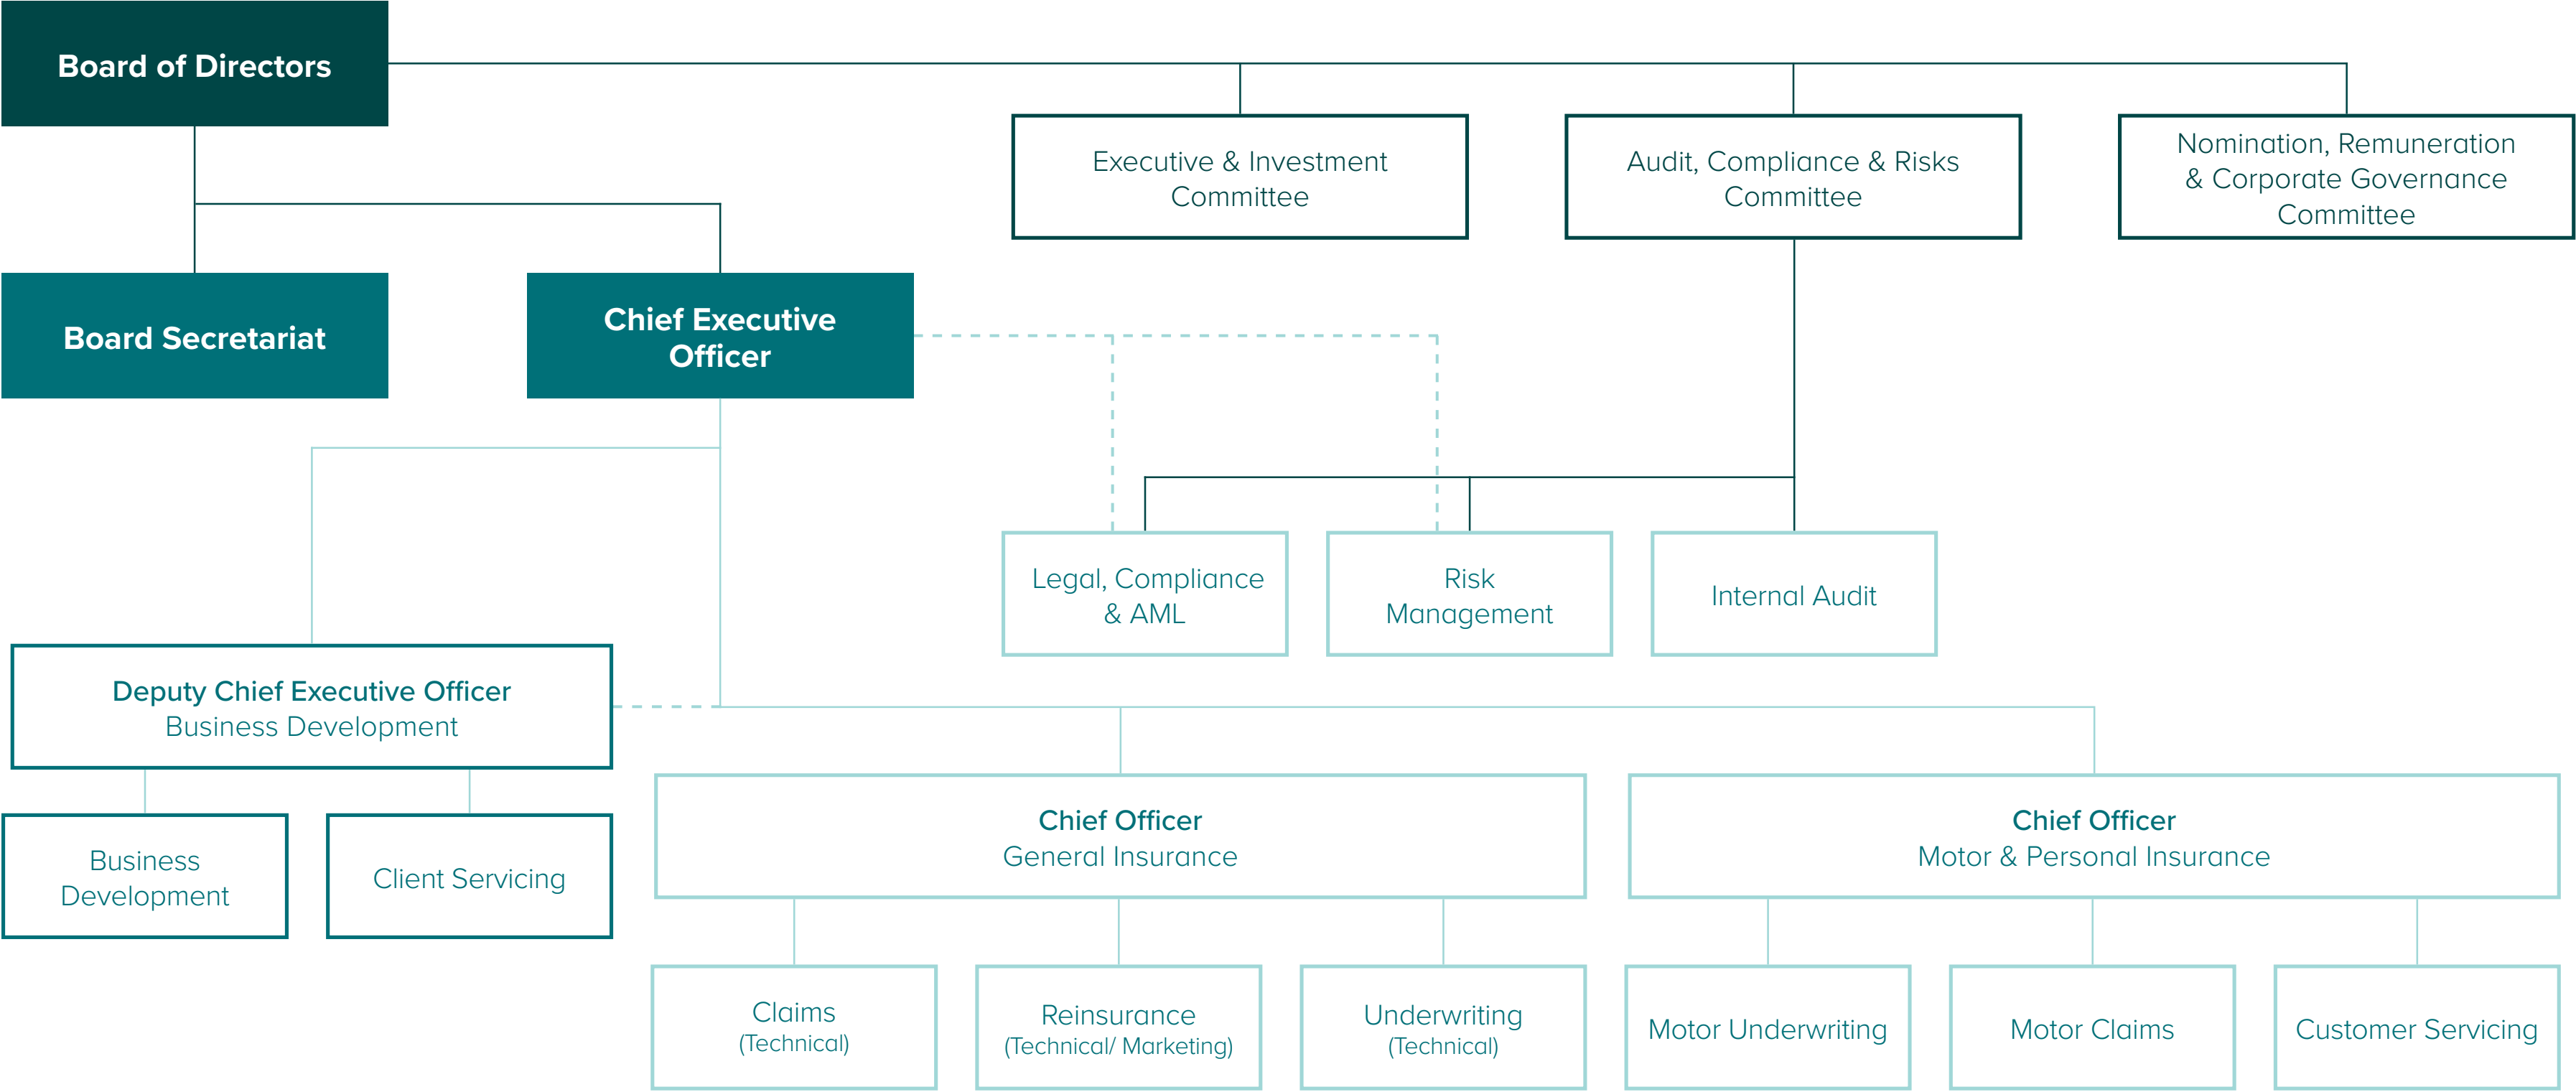 Board of Directors
Executive & Investment
Committee
Audit, Compliance & Risks
Committee
Nomination, Remuneration
& Corporate Governance
Committee
Board Secretariat
Chief Executive
Officer
Legal, Compliance
& AML
Risk
Management
Internal Audit
Deputy Chief Executive Officer
Business Development
Business
Development
Client Servicing
Chief Officer
General Insurance
Chief Officer
Motor & Personal Insurance
Claims
(Technical)
Reinsurance
(Technical/ Marketing)
Underwriting
(Technical)
Motor Underwriting
Motor Claims
Customer Servicing